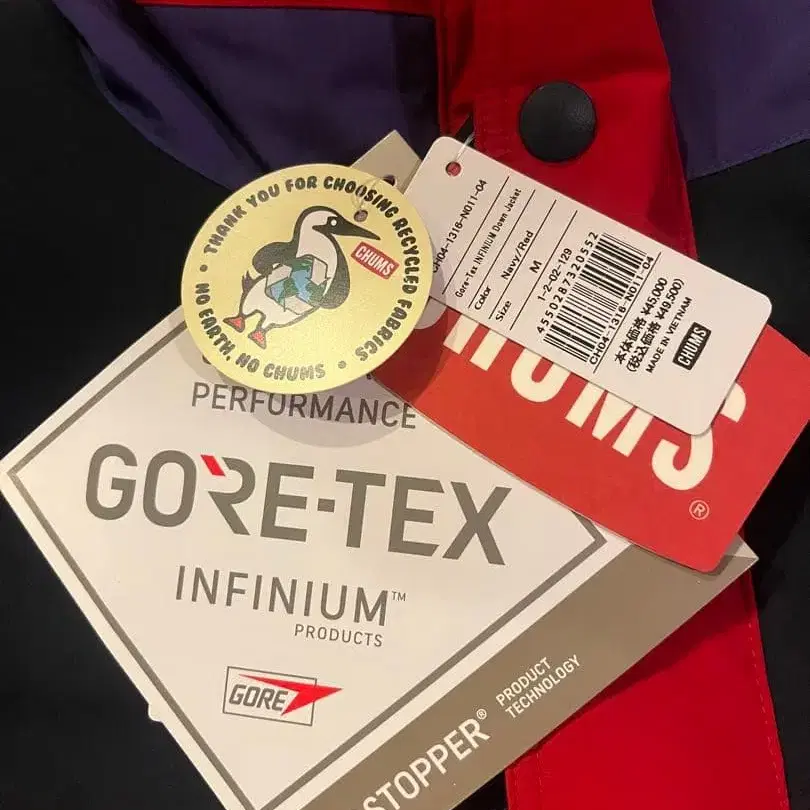 THANK YOU FOR CHOOSING RECYCLED FABRICS
• NO EARTH, NO CHUMS •
CHUMS
CH04-1316-N011-04
Gore-Tex INFINIUM Down Jacket
Color Navy/Red
Size M
1-2-02-129
4550287320552
CH04-1316-N011-04
本体価格 ¥45,000
(税込価格 ¥49,500)
MADE IN VIETNAM
CHUMS
CHUMS®
PERFORMANCE
GORE-TEX
INFINIUM™
PRODUCTS
GORE
STOPPER® PRODUCT
TECHNOLOGY